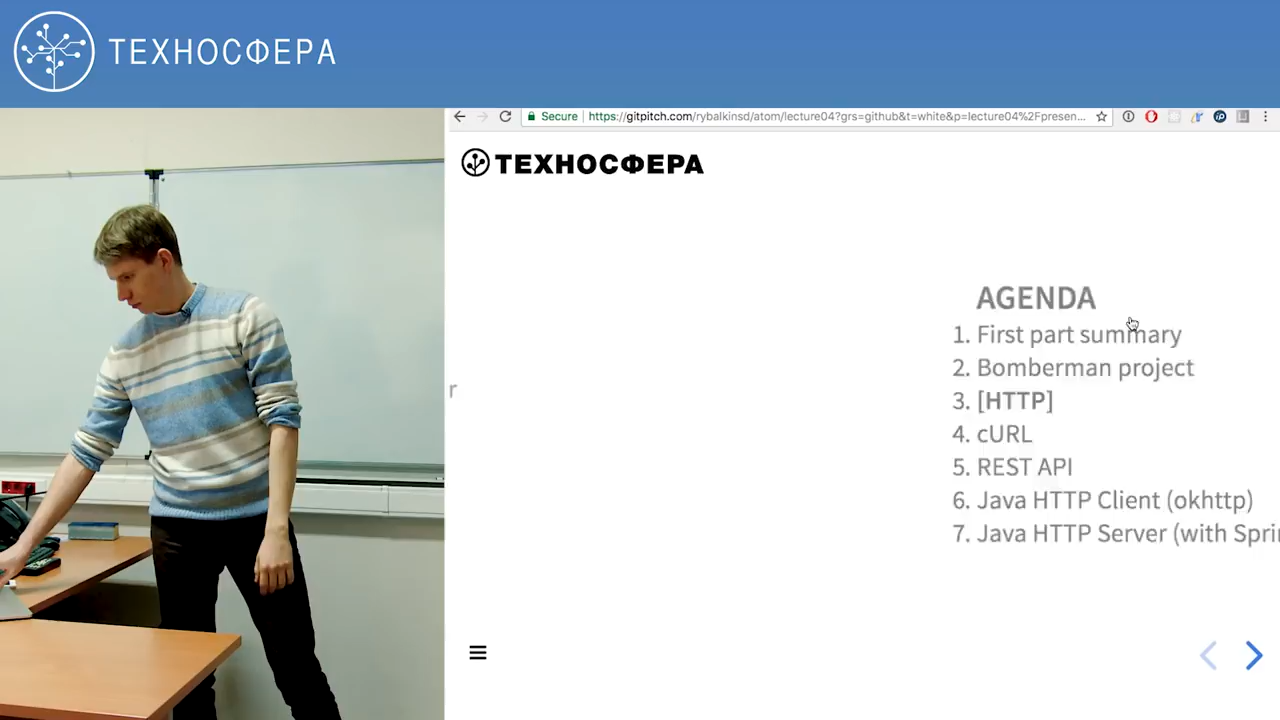 ТЕХНОСФЕРА
Secure
https://gitpitch.com/rybalkinsd/atom/lecture04?grs=github&t=white&p=lecture04%2Fpresen...
ТЕХНОСФЕРА
AGENDA
1. First part summary
2. Bomberman project
r
3. [HTTP]
4. cURL
5. REST API
6. Java HTTP Client (okhttp)
7. Java HTTP Server (with Sprin